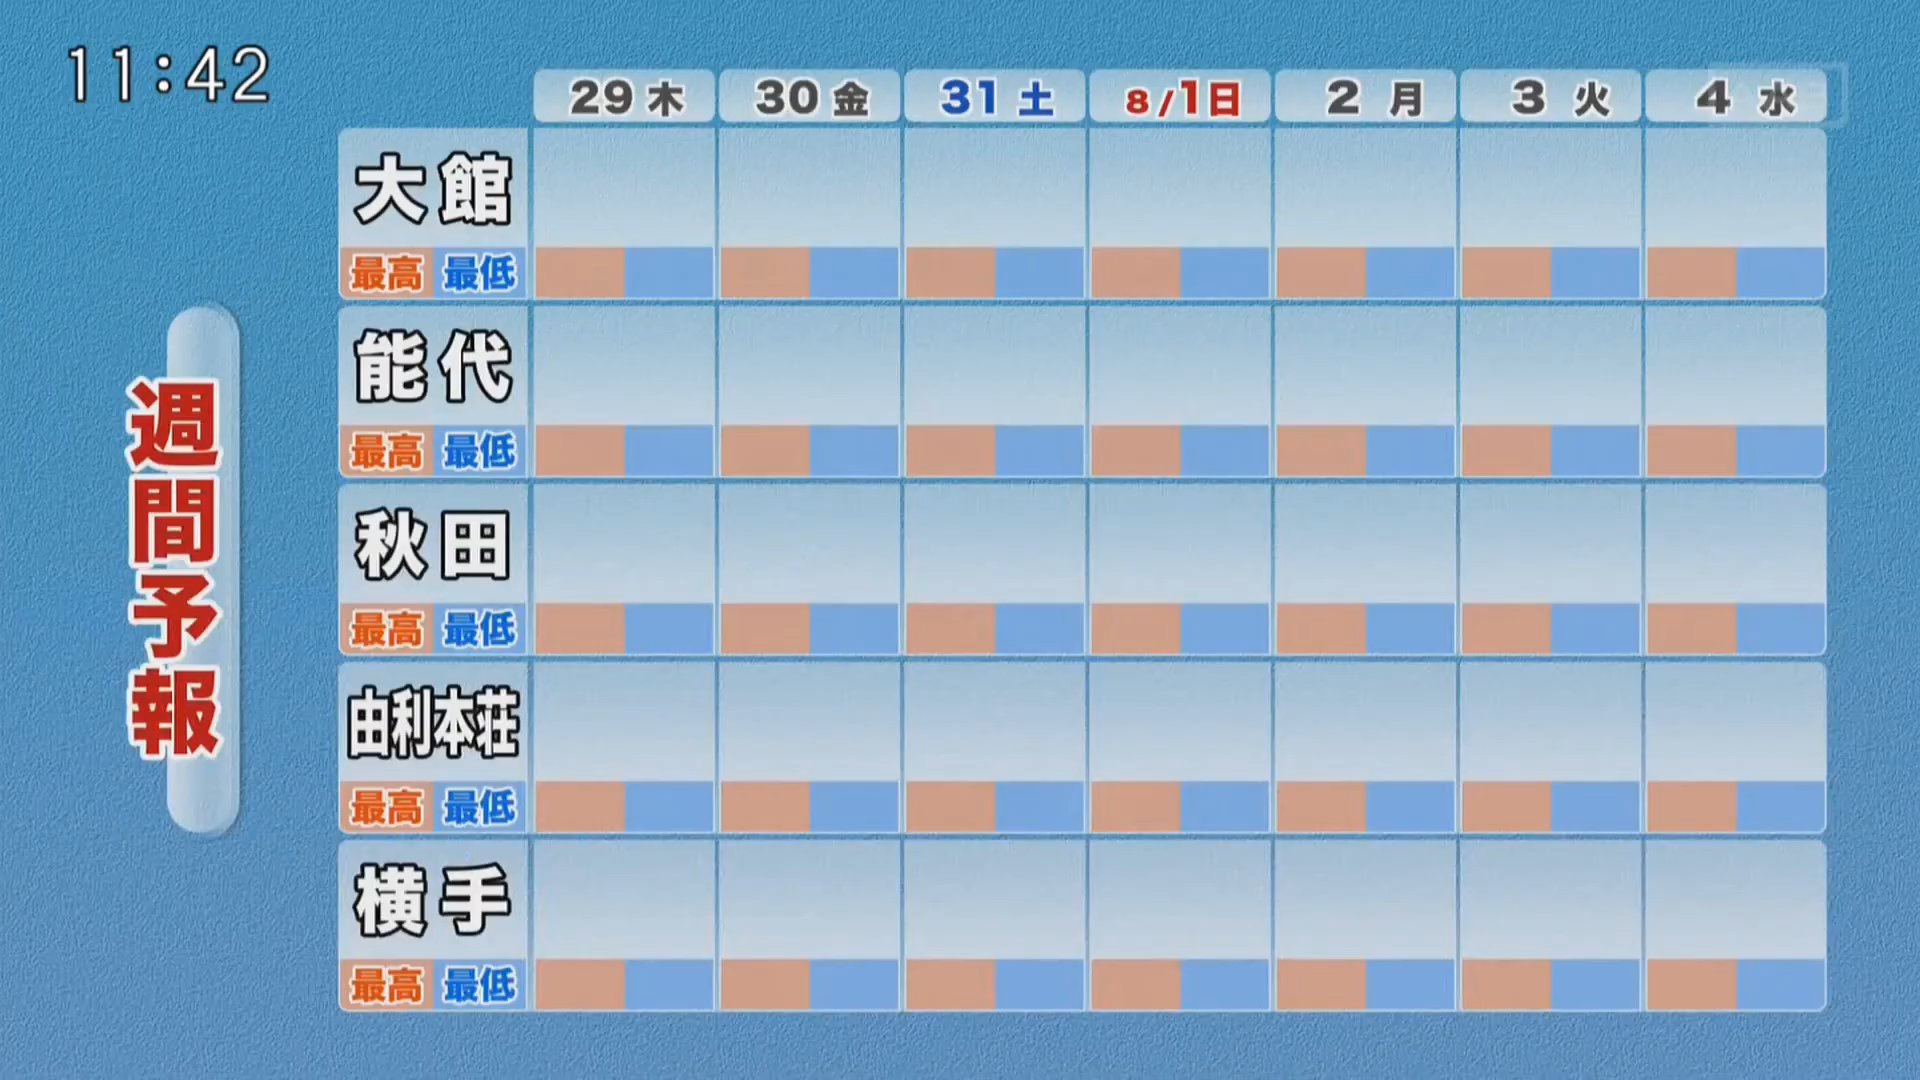 11:42
29 木 30 金 31 土 8/1日 2 月 3 火 4 水
週間予報
大館
最高 最低
能代
最高 最低
秋田
最高 最低
由利本荘
最高 最低
横手
最高 最低